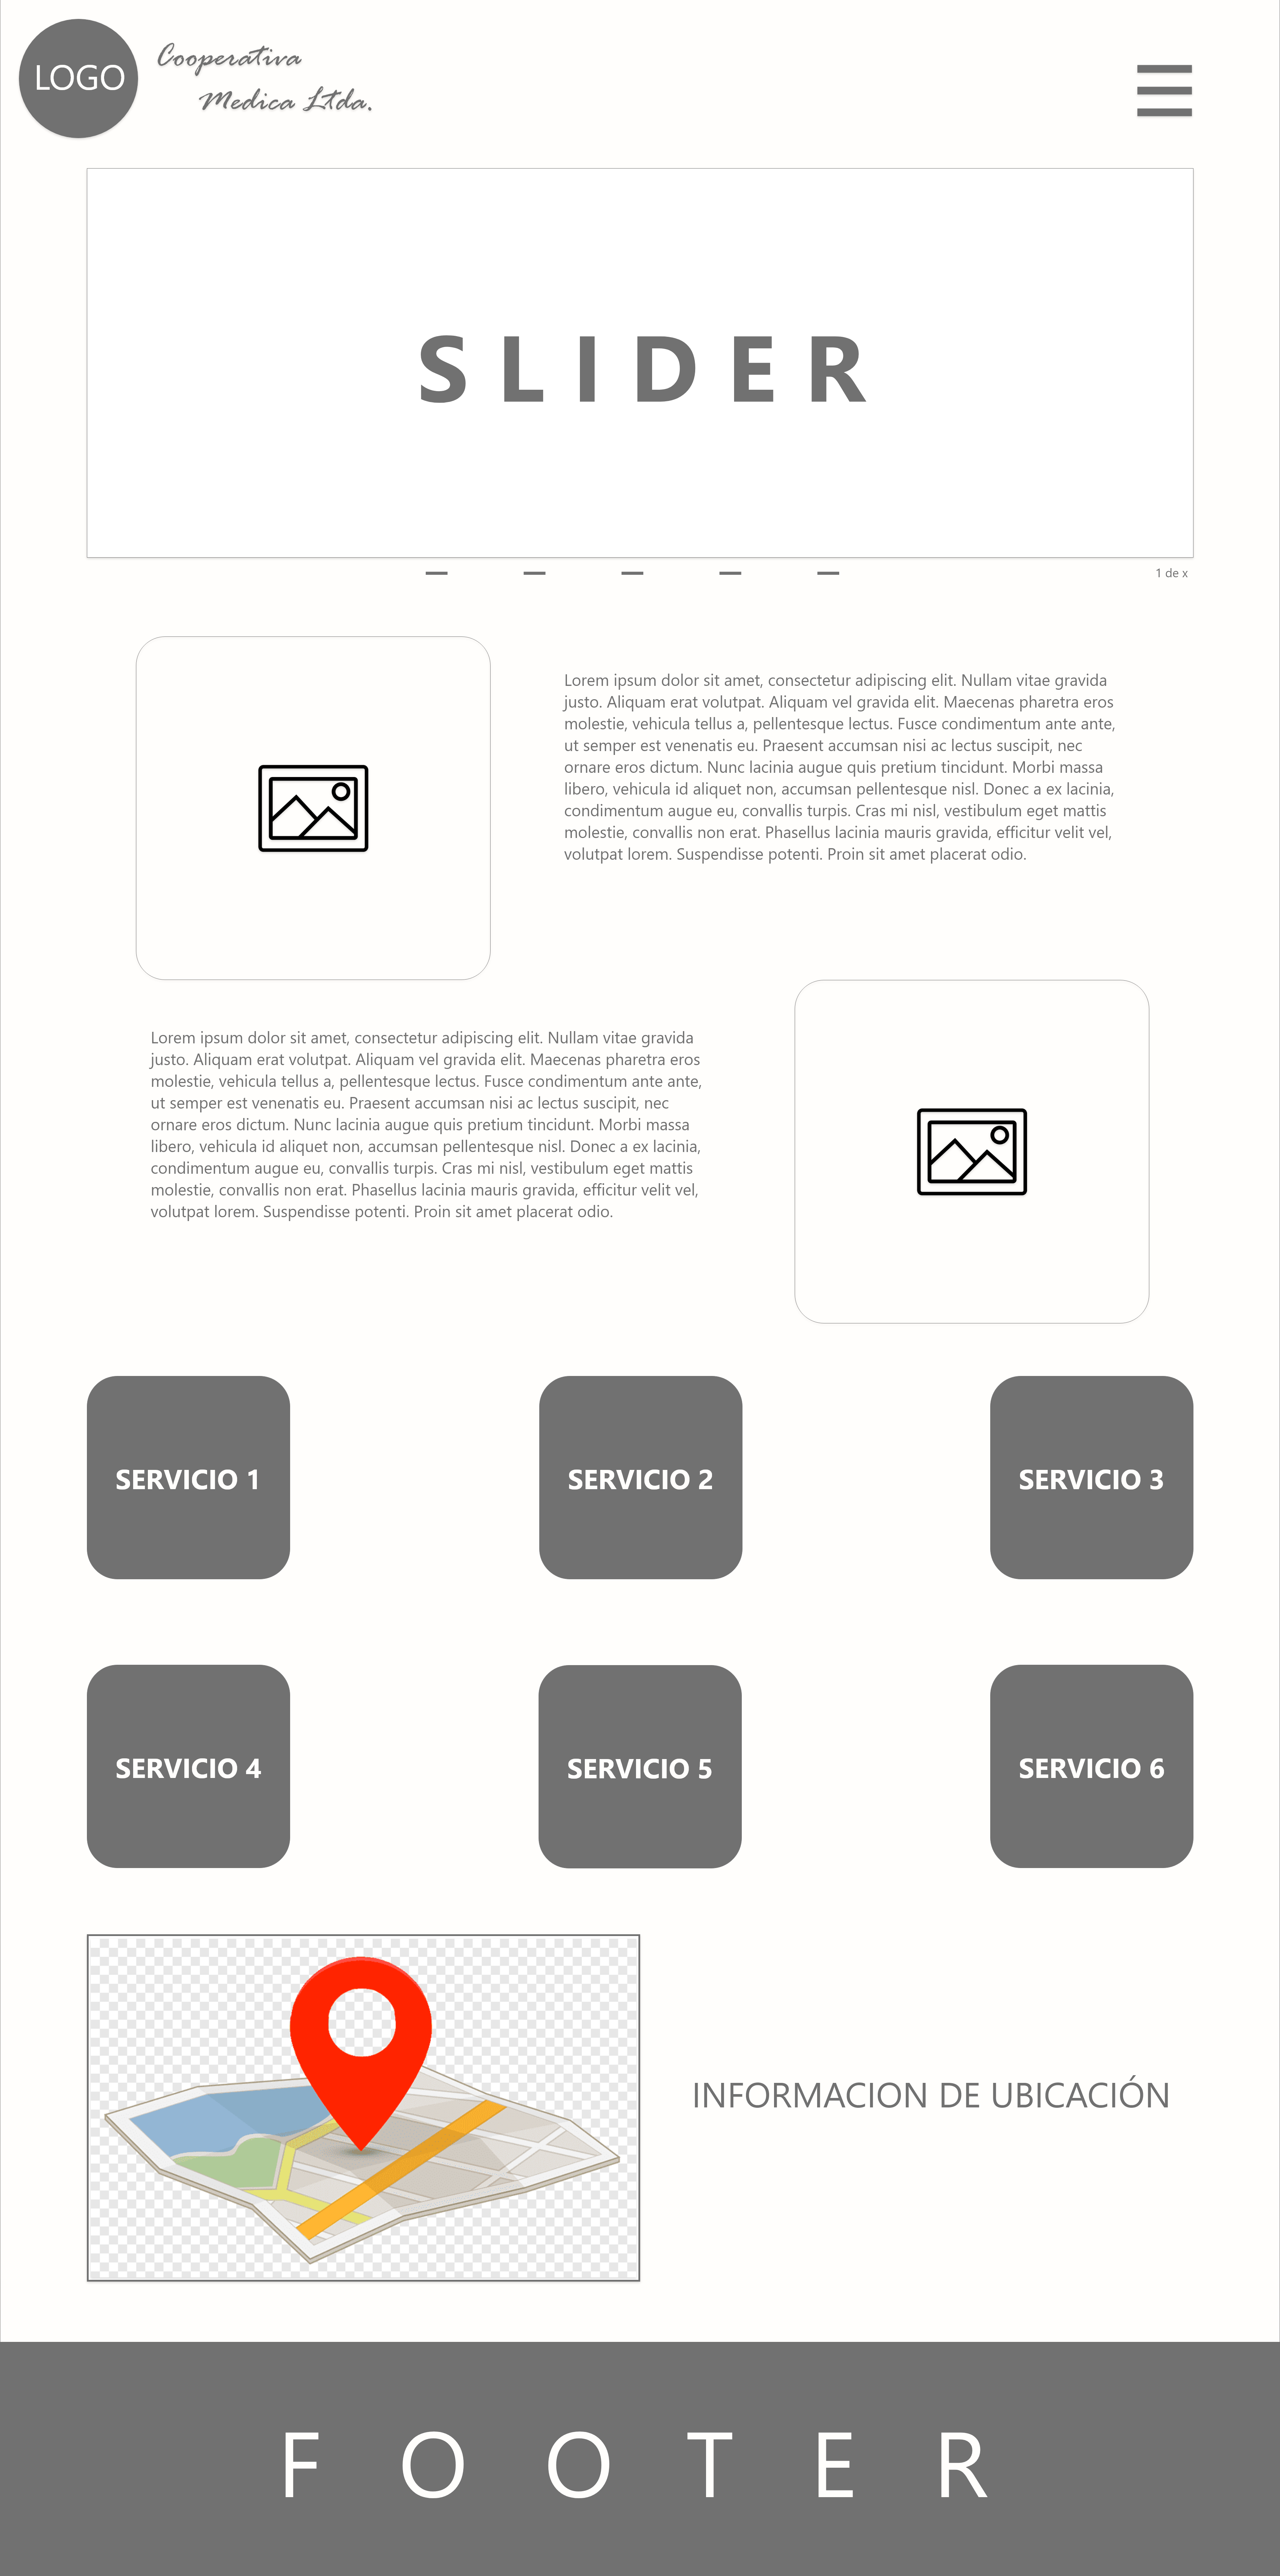 LOGO
Cooperativa
Medica Ltda.
SLIDER
1 de x
Lorem ipsum dolor sit amet, consectetur adipiscing elit. Nullam vitae gravida
justo. Aliquam erat volutpat. Aliquam vel gravida elit. Maecenas pharetra eros
molestie, vehicula tellus a, pellentesque lectus. Fusce condimentum ante ante,
ut semper est venenatis eu. Praesent accumsan nisi ac lectus suscipit, nec
ornare eros dictum. Nunc lacinia augue quis pretium tincidunt. Morbi massa
libero, vehicula id aliquet non, accumsan pellentesque nisl. Donec a ex lacinia,
condimentum augue eu, convallis turpis. Cras mi nisl, vestibulum eget mattis
molestie, convallis non erat. Phasellus lacinia mauris gravida, efficitur velit vel,
volutpat lorem. Suspendisse potenti. Proin sit amet placerat odio.
Lorem ipsum dolor sit amet, consectetur adipiscing elit. Nullam vitae gravida
justo. Aliquam erat volutpat. Aliquam vel gravida elit. Maecenas pharetra eros
molestie, vehicula tellus a, pellentesque lectus. Fusce condimentum ante ante,
ut semper est venenatis eu. Praesent accumsan nisi ac lectus suscipit, nec
ornare eros dictum. Nunc lacinia augue quis pretium tincidunt. Morbi massa
libero, vehicula id aliquet non, accumsan pellentesque nisl. Donec a ex lacinia,
condimentum augue eu, convallis turpis. Cras mi nisl, vestibulum eget mattis
molestie, convallis non erat. Phasellus lacinia mauris gravida, efficitur velit vel,
volutpat lorem. Suspendisse potenti. Proin sit amet placerat odio.
SERVICIO 1
SERVICIO 2
SERVICIO 3
SERVICIO 4
SERVICIO 5
SERVICIO 6
INFORMACION DE UBICACIÓN
FOOTER